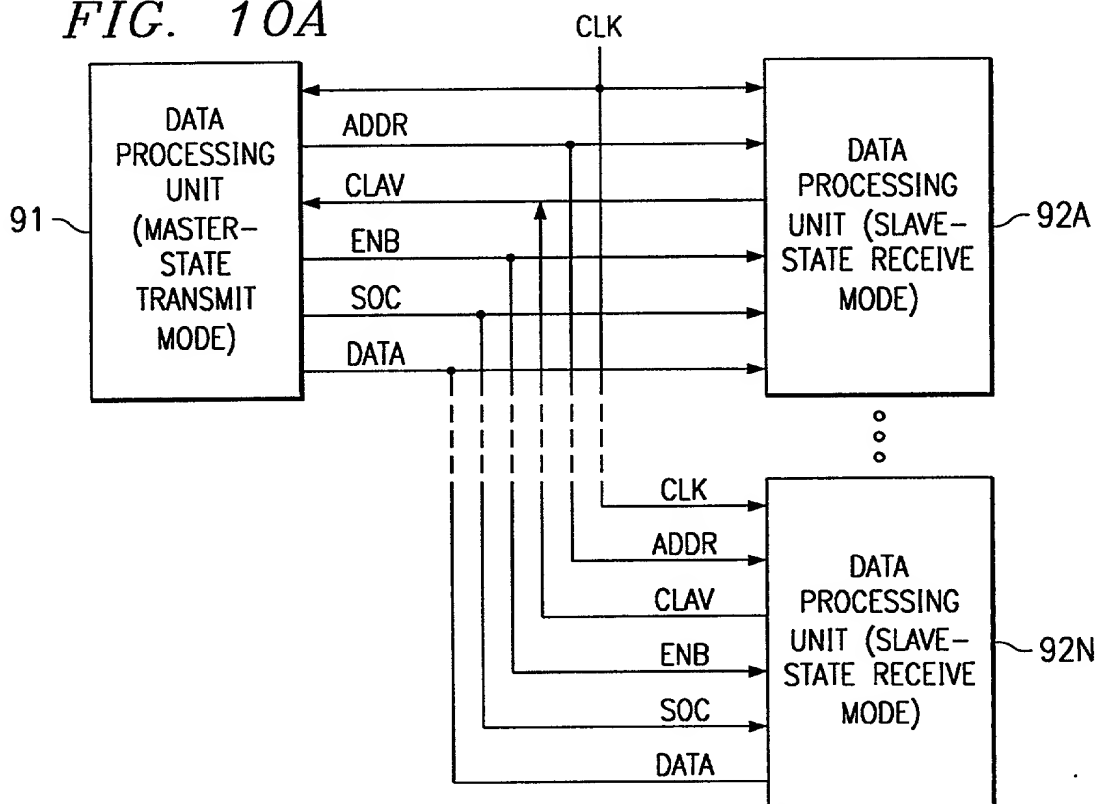 FIG. 10A
CLK
DATA
PROCESSING
UNIT
(MASTER-
STATE
TRANSMIT
MODE)
91
ADDR
CLAV
ENB
SOC
DATA
DATA
PROCESSING
UNIT (SLAVE-
STATE RECEIVE
MODE)
92A
CLK
ADDR
CLAV
ENB
SOC
DATA
DATA
PROCESSING
UNIT (SLAVE-
STATE RECEIVE
MODE)
92N